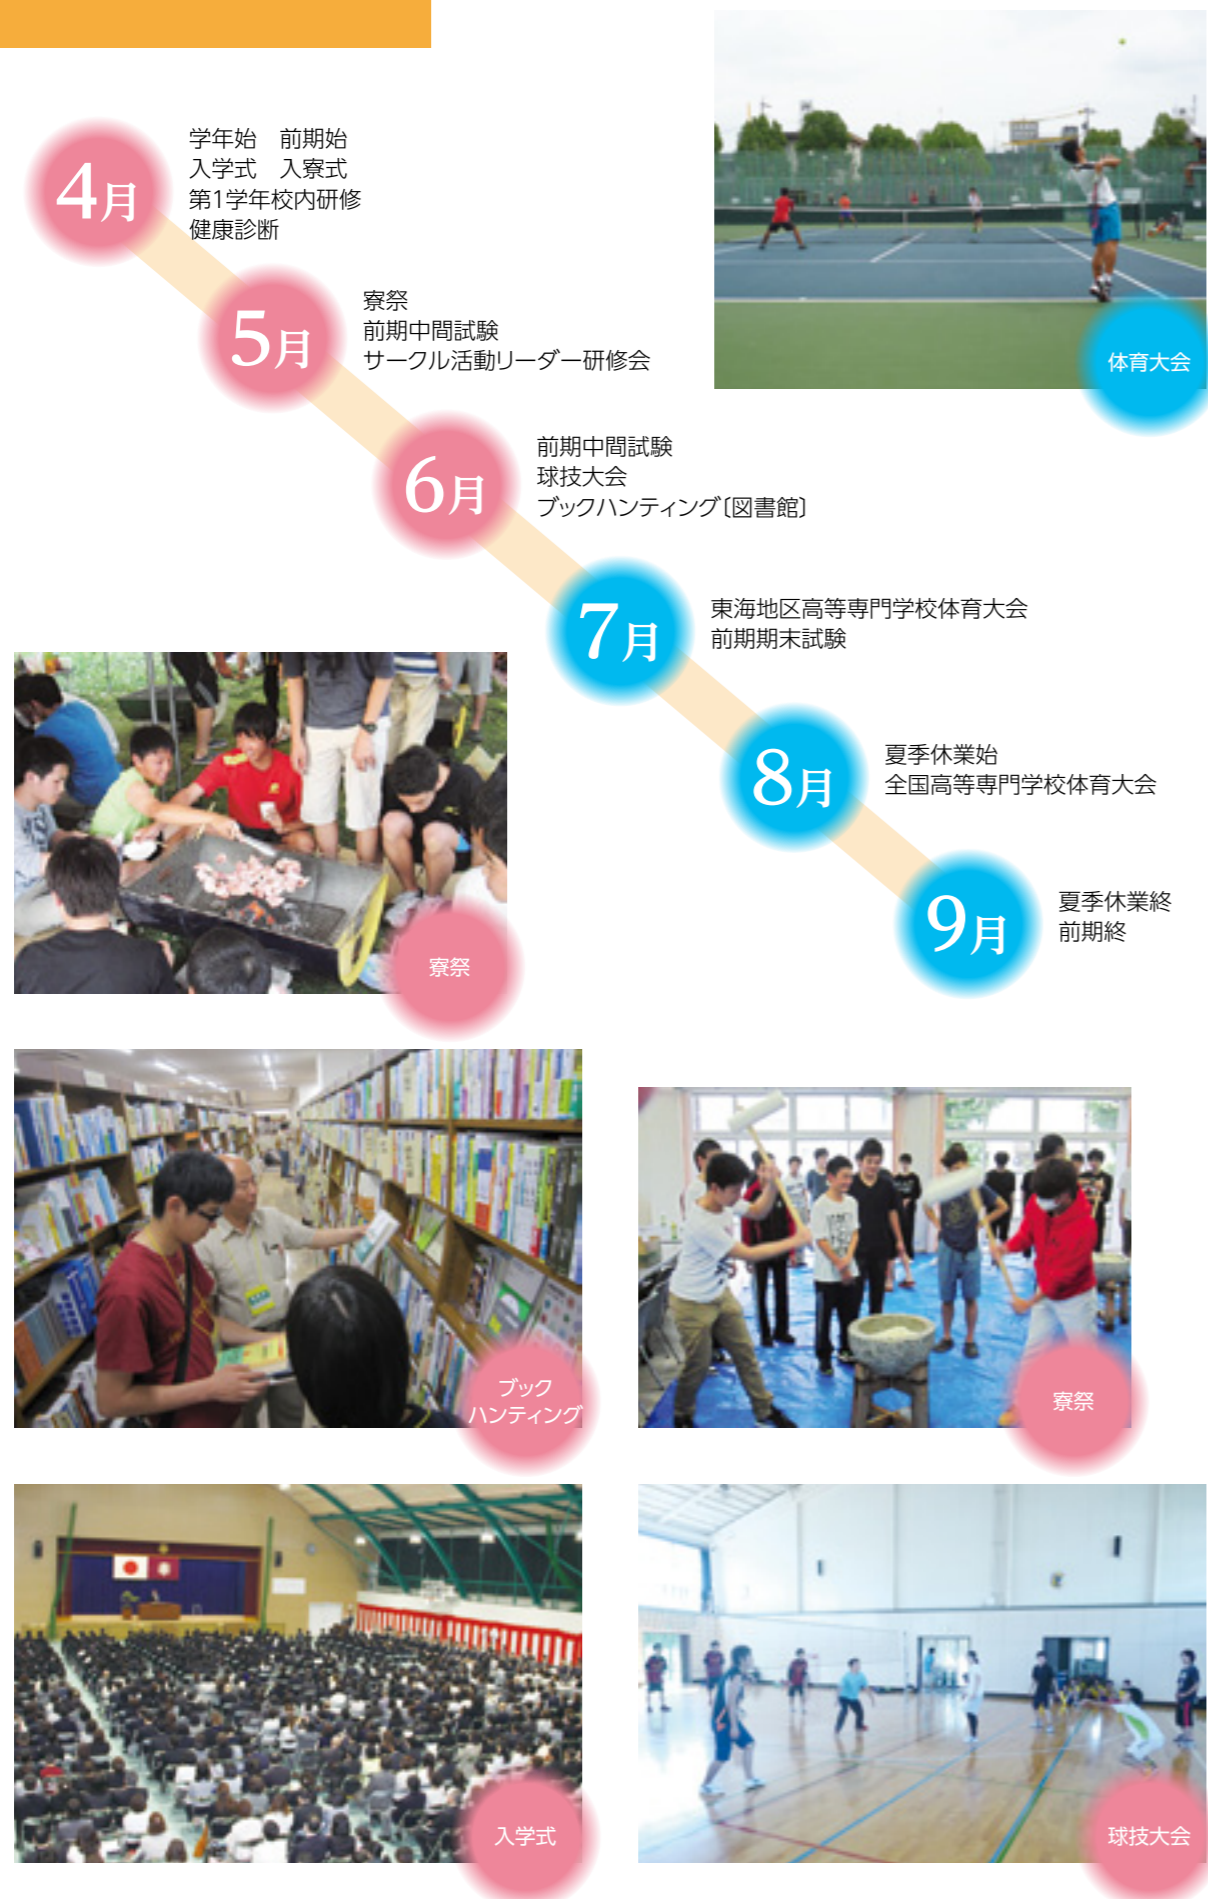 4月
学年始　前期始
入学式　入寮式
第1学年校内研修
健康診断
5月
寮祭
前期中間試験
サークル活動リーダー研修会
体育大会
6月
前期中間試験
球技大会
ブックハンティング〔図書館〕
7月
東海地区高等専門学校体育大会
前期期末試験
8月
夏季休業始
全国高等専門学校体育大会
9月
夏季休業終
前期終
寮祭
ブック
ハンティング
寮祭
入学式
球技大会